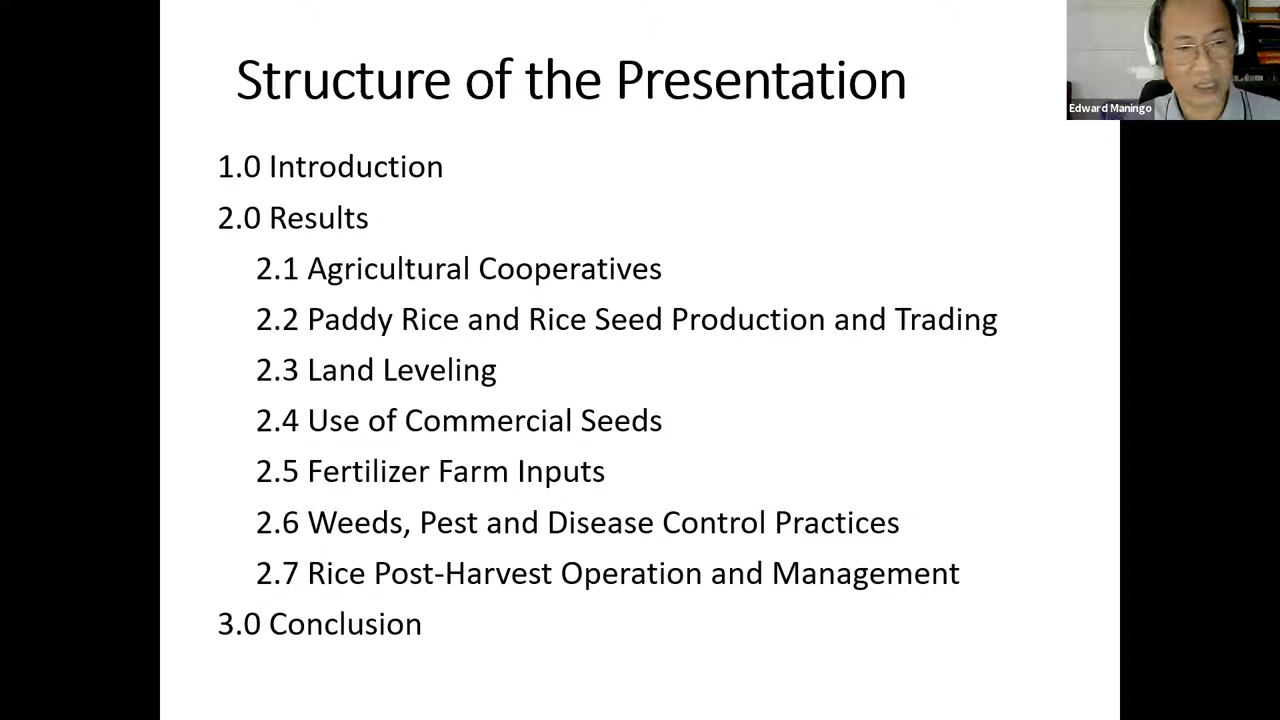 Structure of the Presentation
Edward Maningo
1.0 Introduction
2.0 Results
2.1 Agricultural Cooperatives
2.2 Paddy Rice and Rice Seed Production and Trading
2.3 Land Leveling
2.4 Use of Commercial Seeds
2.5 Fertilizer Farm Inputs
2.6 Weeds, Pest and Disease Control Practices
2.7 Rice Post-Harvest Operation and Management
3.0 Conclusion